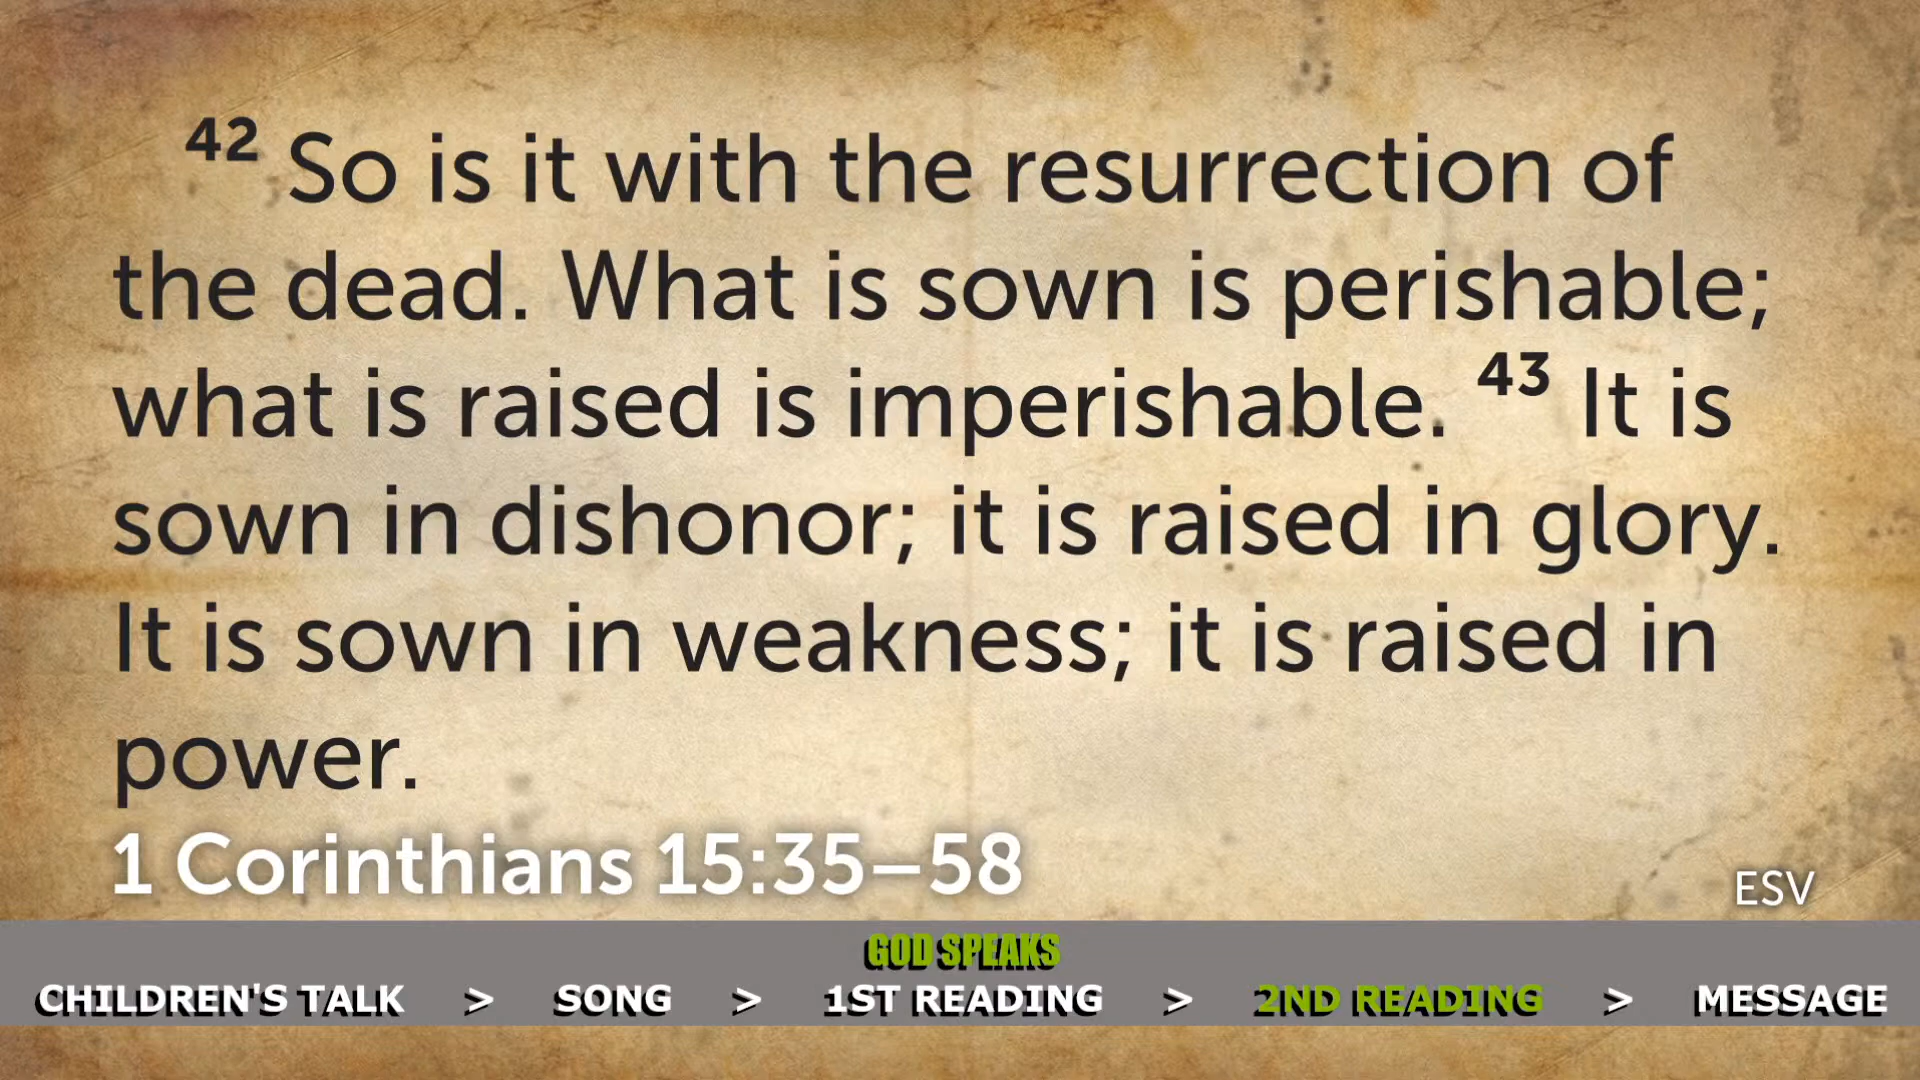 42 So is it with the resurrection of
the dead. What is sown is perishable;
what is raised is imperishable. 43 It is
sown in dishonor; it is raised in glory.
It is sown in weakness; it is raised in
power.
1 Corinthians 15:35–58
ESV
GOD SPEAKS
CHILDREN'S TALK > SONG > 1ST READING > 2ND READING > MESSAGE